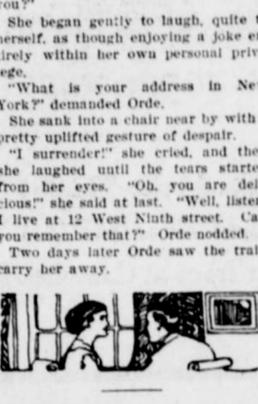 you?"
She began gently to laugh, quite t
herself, as though enjoying a joke e
tirely within her own personal priv
ege.
"What is your address in Ne
York?" demanded Orde.
She sank into a chair near by with
pretty uplifted gesture of despair.
"I surrender!" she cried, and the
she laughed until the tears starte
from her eyes. "Oh, you are del
cious!" she said at last. "Well, listen
I live at 12 West Ninth street. Ca
you remember that?" Orde nodded.
Two days later Orde saw the trai
carry her away.